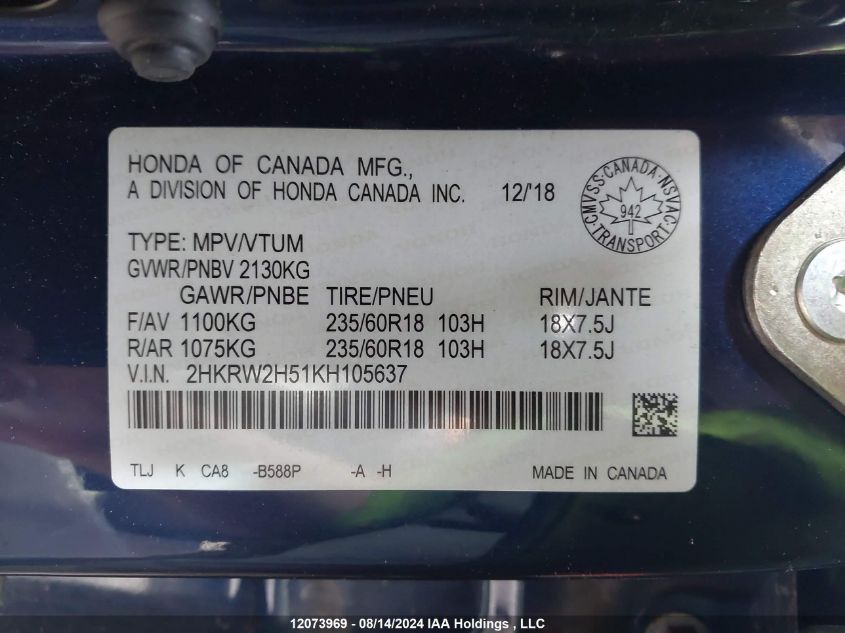 HONDA OF CANADA MFG.,
A DIVISION OF HONDA CANADA INC. 12/'18
CMVSS · CANADA · NSVAC · TRANSPORT
942
TYPE: MPV/VTUM
GVWR/PNBV 2130KG
GAWR/PNBE TIRE/PNEU RIM/JANTE
F/AV 1100KG 235/60R18 103H 18X7.5J
R/AR 1075KG 235/60R18 103H 18X7.5J
V.I.N. 2HKRW2H51KH105637
TLJ K CA8 -B588P -A -H MADE IN CANADA
12073969 - 08/14/2024 IAA Holdings , LLC